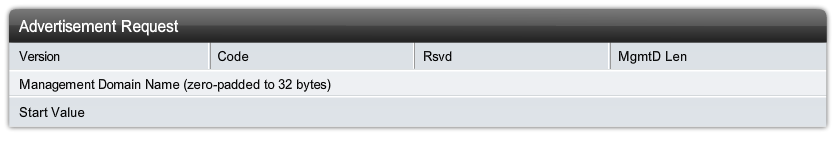 Advertisement Request
Version Code Rsvd MgmtD Len
Management Domain Name (zero-padded to 32 bytes)
Start Value